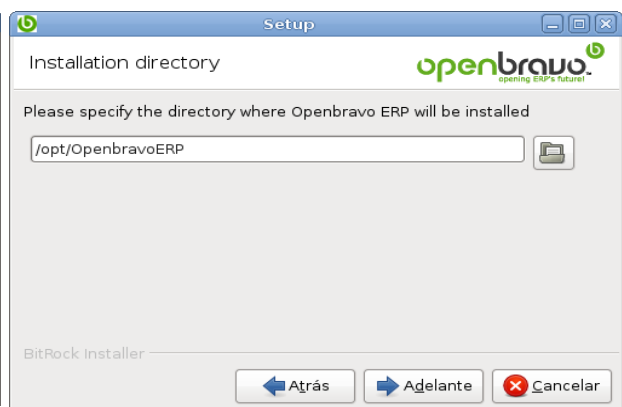 Setup
Installation directory
openbravo
opening ERP's future!
Please specify the directory where Openbravo ERP will be installed
/opt/OpenbravoERP
BitRock Installer
Atrás Adelante Cancelar